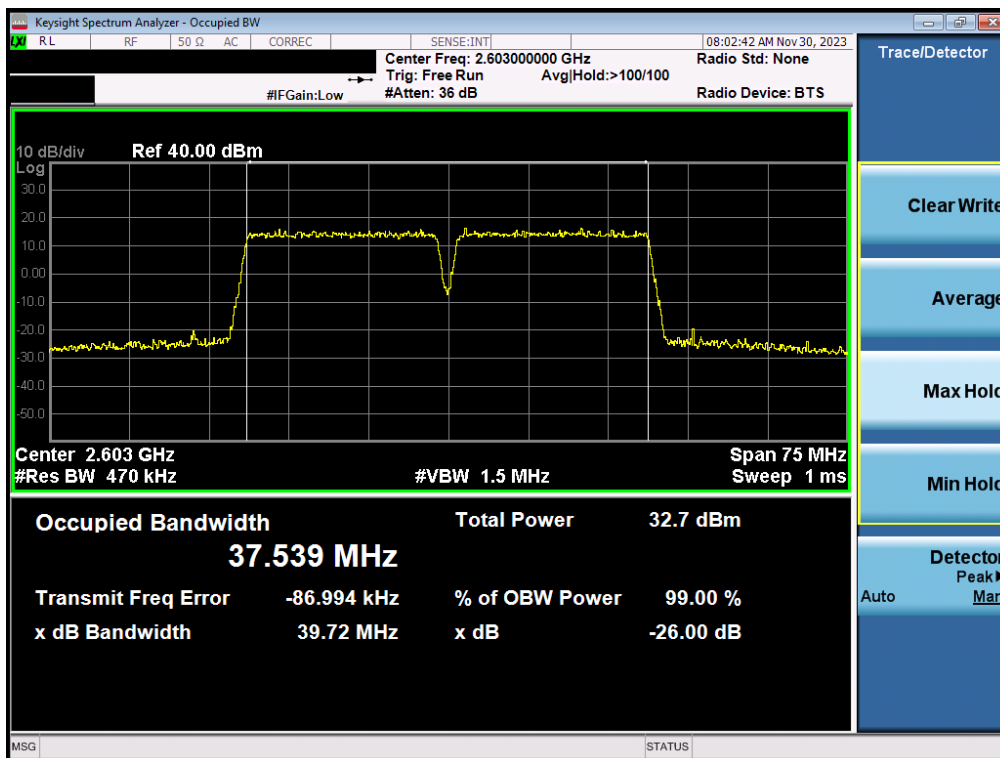 Keysight Spectrum Analyzer - Occupied BW
LXI RL RF 50 Ω AC CORREC SENSE:INT 08:02:42 AM Nov 30, 2023
Center Freq: 2.603000000 GHz Radio Std: None
Trig: Free Run Avg|Hold:>100/100
#IFGain:Low #Atten: 36 dB Radio Device: BTS
10 dB/div Ref 40.00 dBm
Log
30.0
20.0
10.0
0.00
-10.0
-20.0
-30.0
-40.0
-50.0
Center 2.603 GHz Span 75 MHz
#Res BW 470 kHz #VBW 1.5 MHz Sweep 1 ms
Occupied Bandwidth Total Power 32.7 dBm
37.539 MHz
Transmit Freq Error -86.994 kHz % of OBW Power 99.00 %
x dB Bandwidth 39.72 MHz x dB -26.00 dB
MSG STATUS
Trace/Detector
Clear Write
Average
Max Hold
Min Hold
Detector
Peak▶
Auto Man